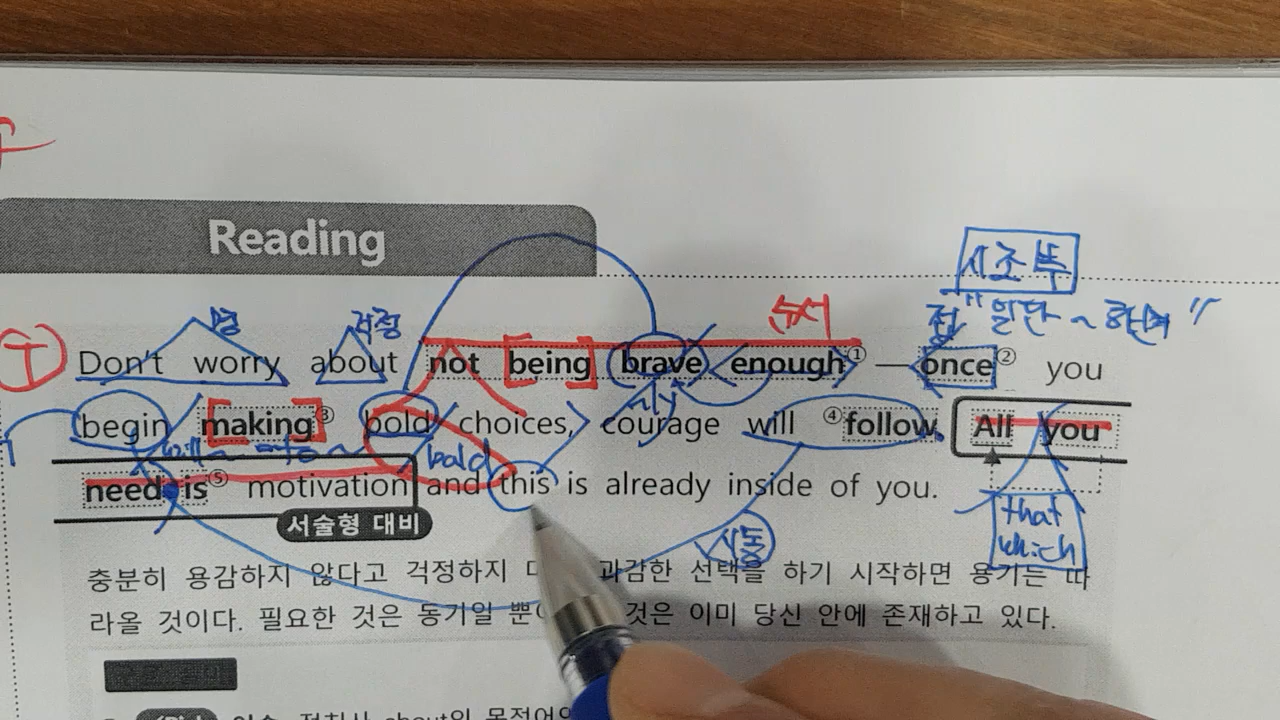 Reading
시조부
접 "일단 ~ 하면"
순서
걱정
T Don't worry about not being brave enough① — once② you
begin making③ bold choices, courage will ④follow. All you
bold
need is⑤ motivation and this is already inside of you.
that
which
서술형 대비
사동
충분히 용감하지 않다고 걱정하지 과감한 선택을 하기 시작하면 용기는 따
라올 것이다. 필요한 것은 동기일 뿐 것은 이미 당신 안에 존재하고 있다.